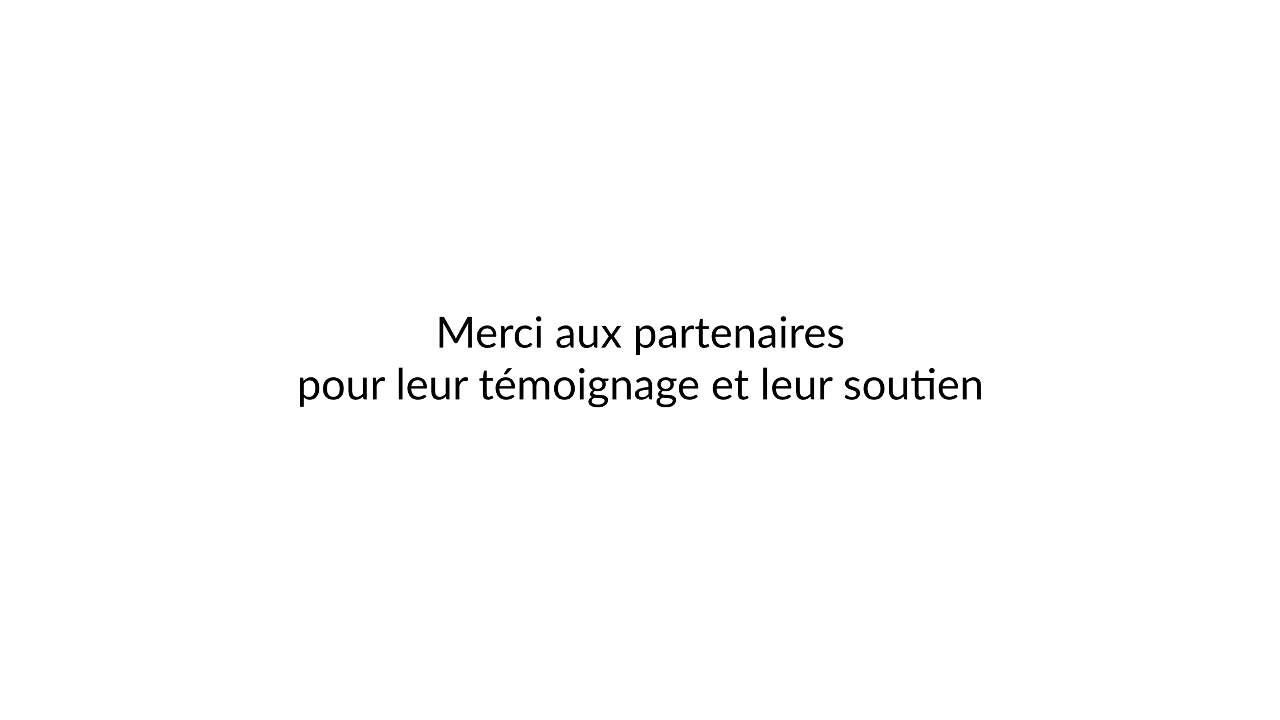 Merci aux partenaires
pour leur témoignage et leur soutien